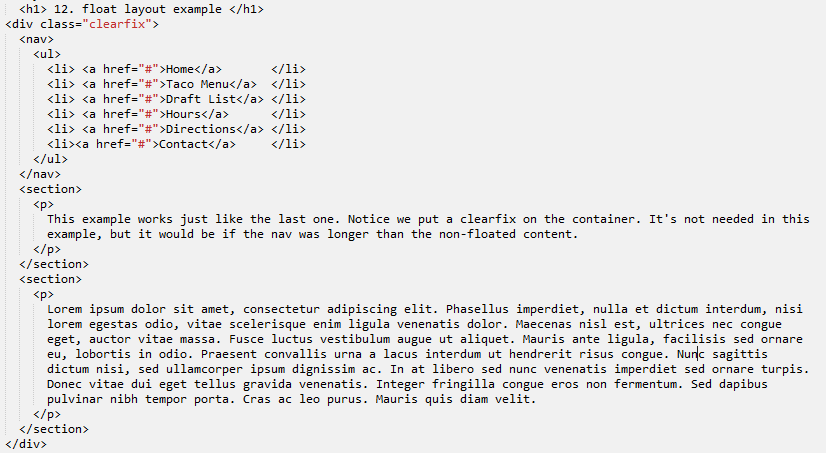 <h1> 12. float layout example </h1>
<div class="clearfix">
<nav>
<ul>
<li> <a href="#">Home</a> </li>
<li> <a href="#">Taco Menu</a> </li>
<li> <a href="#">Draft List</a> </li>
<li> <a href="#">Hours</a> </li>
<li> <a href="#">Directions</a> </li>
<li><a href="#">Contact</a> </li>
</ul>
</nav>
<section>
<p>
This example works just like the last one. Notice we put a clearfix on the container. It's not needed in this
example, but it would be if the nav was longer than the non-floated content.
</p>
</section>
<section>
<p>
Lorem ipsum dolor sit amet, consectetur adipiscing elit. Phasellus imperdiet, nulla et dictum interdum, nisi
lorem egestas odio, vitae scelerisque enim ligula venenatis dolor. Maecenas nisl est, ultrices nec congue
eget, auctor vitae massa. Fusce luctus vestibulum augue ut aliquet. Mauris ante ligula, facilisis sed ornare
eu, lobortis in odio. Praesent convallis urna a lacus interdum ut hendrerit risus congue. Nunc sagittis
dictum nisi, sed ullamcorper ipsum dignissim ac. In at libero sed nunc venenatis imperdiet sed ornare turpis.
Donec vitae dui eget tellus gravida venenatis. Integer fringilla congue eros non fermentum. Sed dapibus
pulvinar nibh tempor porta. Cras ac leo purus. Mauris quis diam velit.
</p>
</section>
</div>